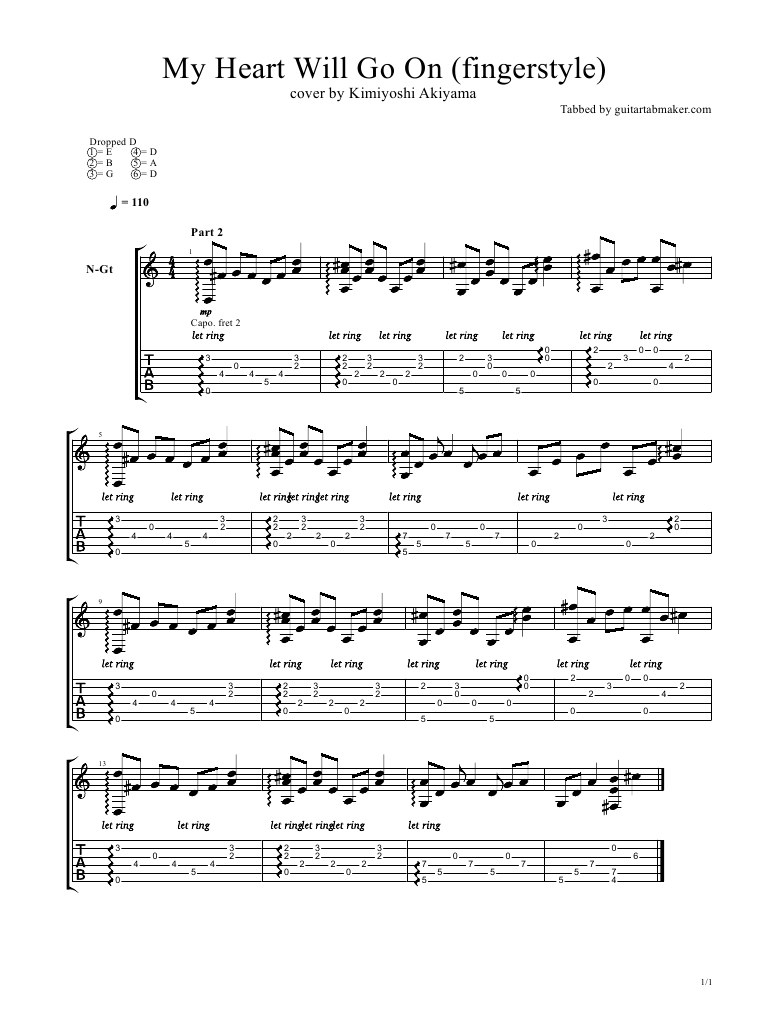 My Heart Will Go On (fingerstyle)
cover by Kimiyoshi Akiyama
Tabbed by guitartabmaker.com
Dropped D
①= E ④= D
②= B ⑤= A
③= G ⑥= D
♩ = 110
Part 2
N-Gt
1
4
4
mp
Capo. fret 2
let ring let ring let ring let ring let ring let ring let ring
T
A
B
5
let ring let ring let ring let ring let ring let ring let ring let ring
T
A
B
9
let ring let ring let ring let ring let ring let ring let ring
T
A
B
13
let ring let ring let ring let ring let ring let ring
T
A
B
1/1